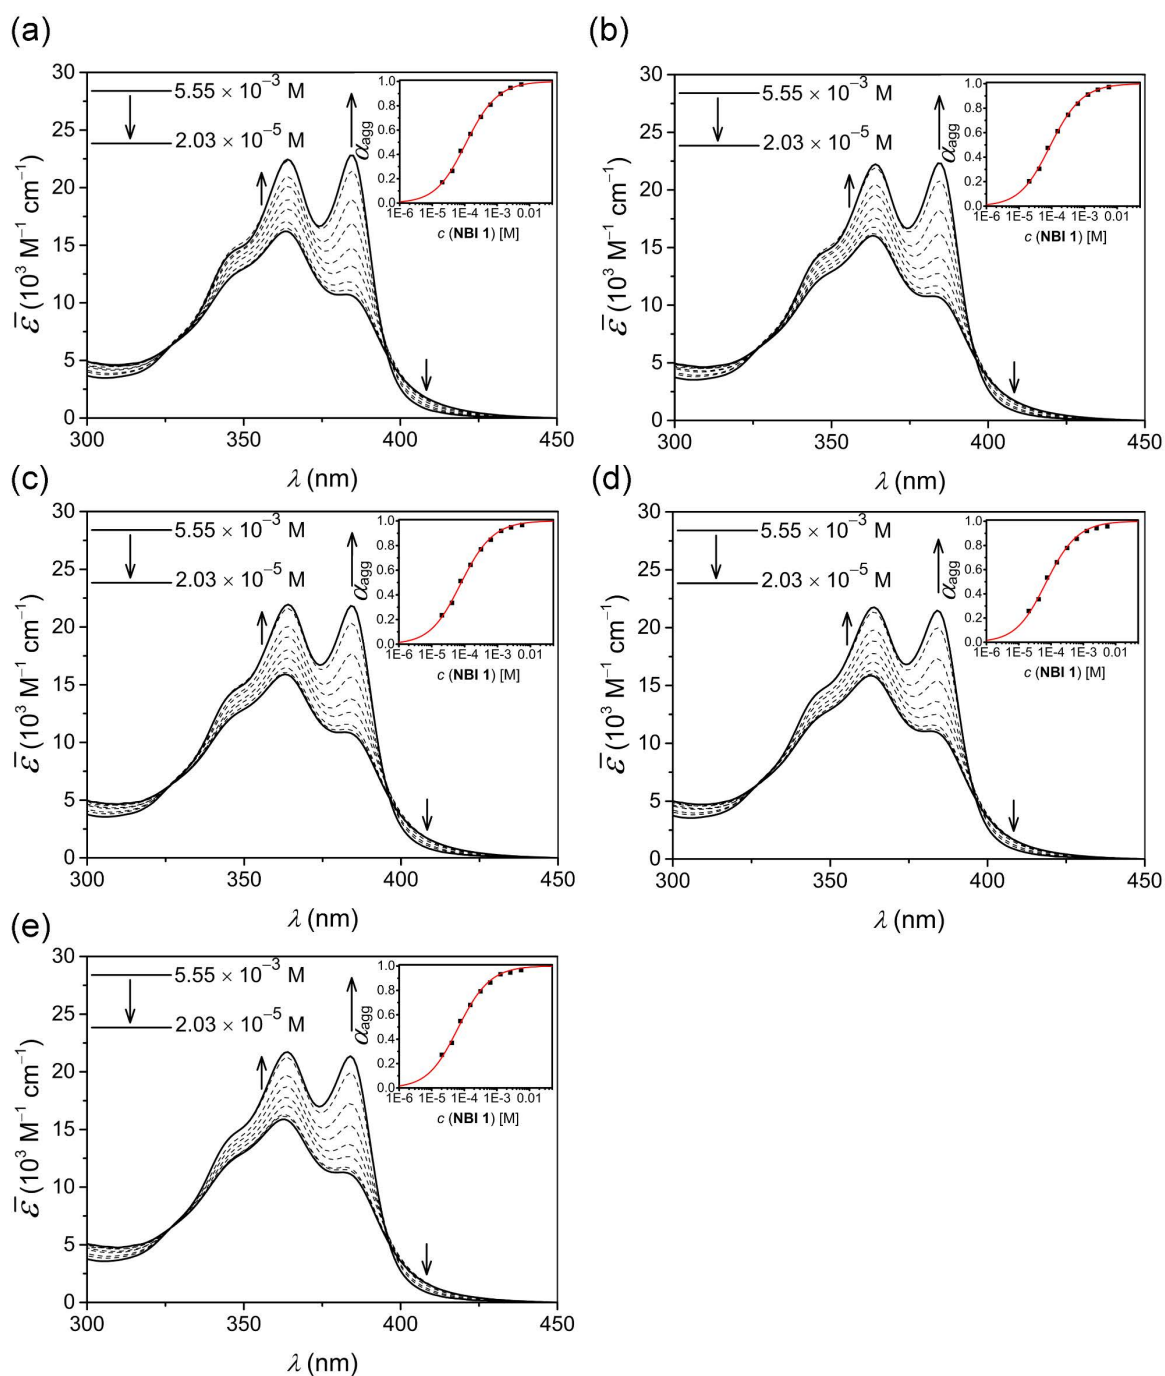 (a)
30
25
20
15
10
5
0
ε̅ (10³ M⁻¹ cm⁻¹)
5.55 × 10⁻³ M
2.03 × 10⁻⁵ M
1.0
0.8
0.6
0.4
0.2
0.0
α_agg
1E-6 1E-5 1E-4 1E-3 0.01
c (NBI 1) [M]
300 350 400 450
λ (nm)
(b)
30
25
20
15
10
5
0
ε̅ (10³ M⁻¹ cm⁻¹)
5.55 × 10⁻³ M
2.03 × 10⁻⁵ M
1.0
0.8
0.6
0.4
0.2
0.0
α_agg
1E-6 1E-5 1E-4 1E-3 0.01
c (NBI 1) [M]
300 350 400 450
λ (nm)
(c)
30
25
20
15
10
5
0
ε̅ (10³ M⁻¹ cm⁻¹)
5.55 × 10⁻³ M
2.03 × 10⁻⁵ M
1.0
0.8
0.6
0.4
0.2
0.0
α_agg
1E-6 1E-5 1E-4 1E-3 0.01
c (NBI 1) [M]
300 350 400 450
λ (nm)
(d)
30
25
20
15
10
5
0
ε̅ (10³ M⁻¹ cm⁻¹)
5.55 × 10⁻³ M
2.03 × 10⁻⁵ M
1.0
0.8
0.6
0.4
0.2
0.0
α_agg
1E-6 1E-5 1E-4 1E-3 0.01
c (NBI 1) [M]
300 350 400 450
λ (nm)
(e)
30
25
20
15
10
5
0
ε̅ (10³ M⁻¹ cm⁻¹)
5.55 × 10⁻³ M
2.03 × 10⁻⁵ M
1.0
0.8
0.6
0.4
0.2
0.0
α_agg
1E-6 1E-5 1E-4 1E-3 0.01
c (NBI 1) [M]
300 350 400 450
λ (nm)